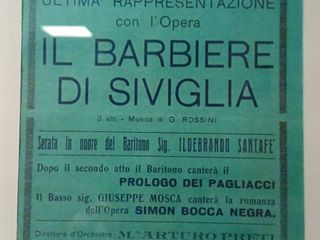 ULTIMA RAPPRESENTAZIONE
con l'Opera
IL BARBIERE
DI SIVIGLIA
3 atti - Musica di G. ROSSINI
Serata in onore del Baritono Sig. ILDEBRANDO SANTAFE'
Dopo il secondo atto il Baritono canterà il
PROLOGO DEI PAGLIACCI
Il Basso sig. GIUSEPPE MOSCA canterà la romanza
dell'Opera SIMON BOCCA NEGRA.
Direttore d'Orchestra: M.° ARTURO PRETI